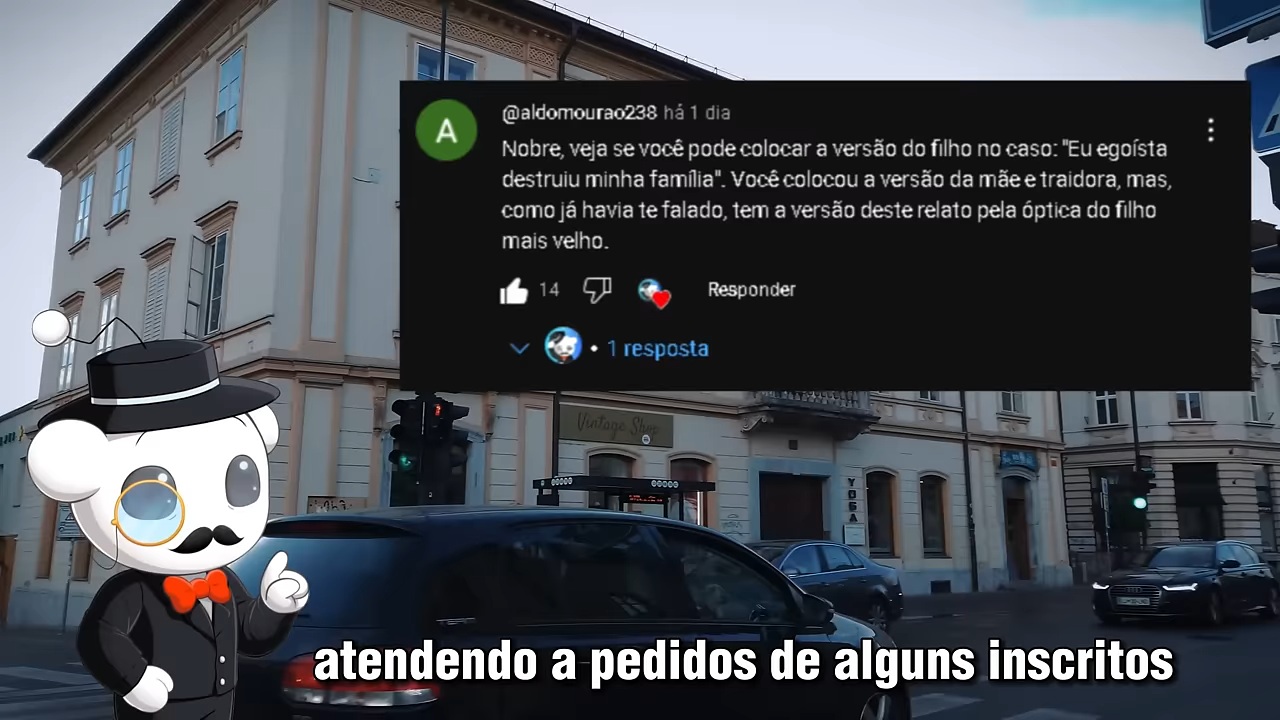 @aldomourao238 há 1 dia
A
Nobre, veja se você pode colocar a versão do filho no caso: "Eu egoísta
destruiu minha família". Você colocou a versão da mãe e traidora, mas,
como já havia te falado, tem a versão deste relato pela óptica do filho
mais velho.
14
Responder
• 1 resposta
Vintage Shop
YOGA
atendendo a pedidos de alguns inscritos